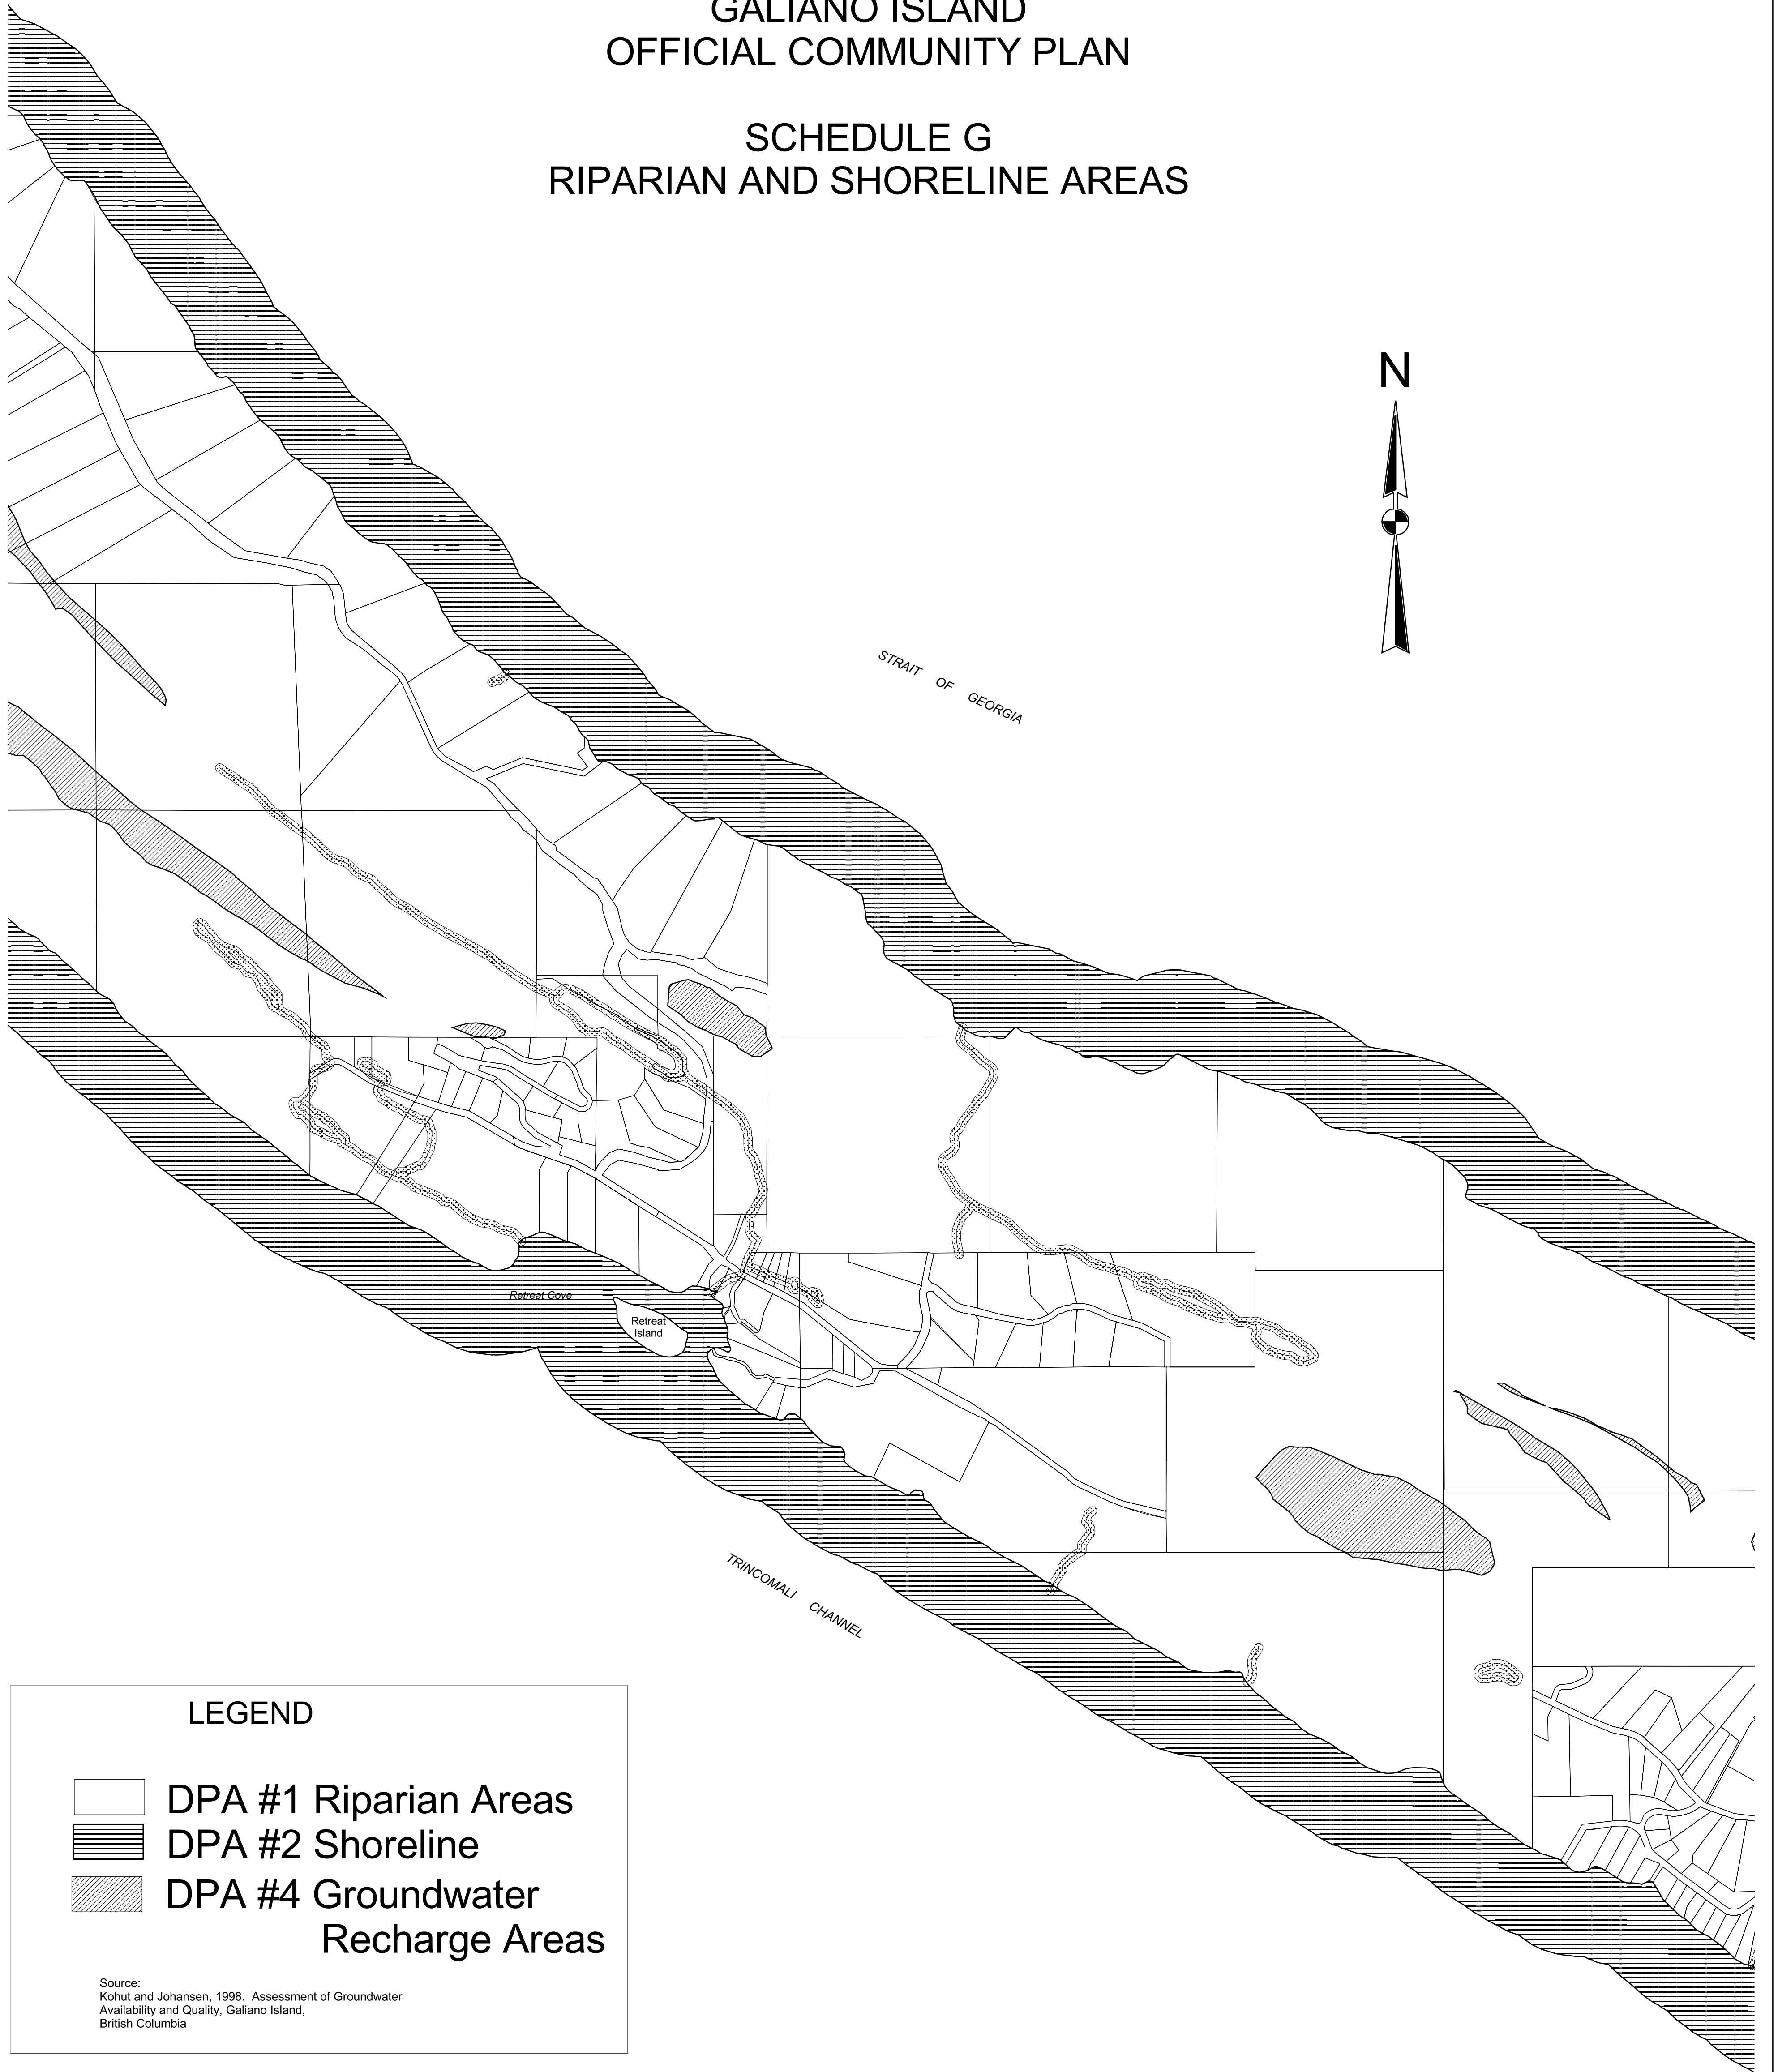 GALIANO ISLAND
OFFICIAL COMMUNITY PLAN
SCHEDULE G
RIPARIAN AND SHORELINE AREAS
N
STRAIT OF GEORGIA
Retreat Cove
Retreat
Island
TRINCOMALI CHANNEL
LEGEND
DPA #1 Riparian Areas
DPA #2 Shoreline
DPA #4 Groundwater
Recharge Areas
Source:
Kohut and Johansen, 1998. Assessment of Groundwater
Availability and Quality, Galiano Island,
British Columbia